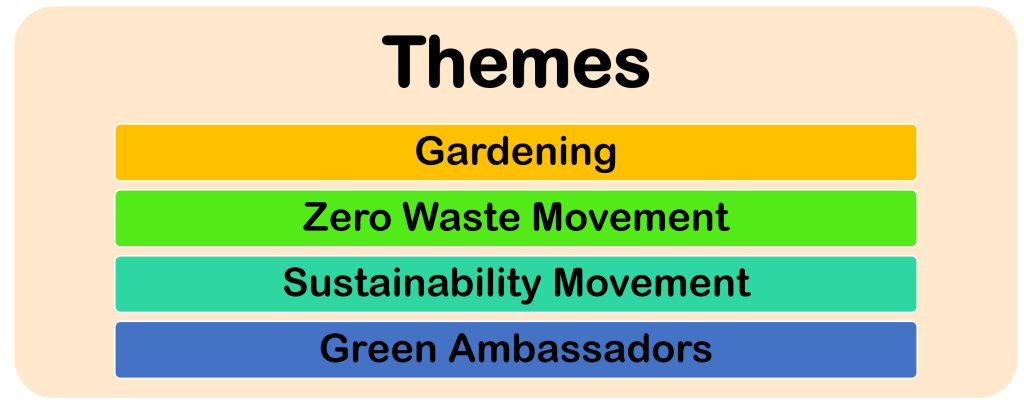 Themes
Gardening
Zero Waste Movement
Sustainability Movement
Green Ambassadors